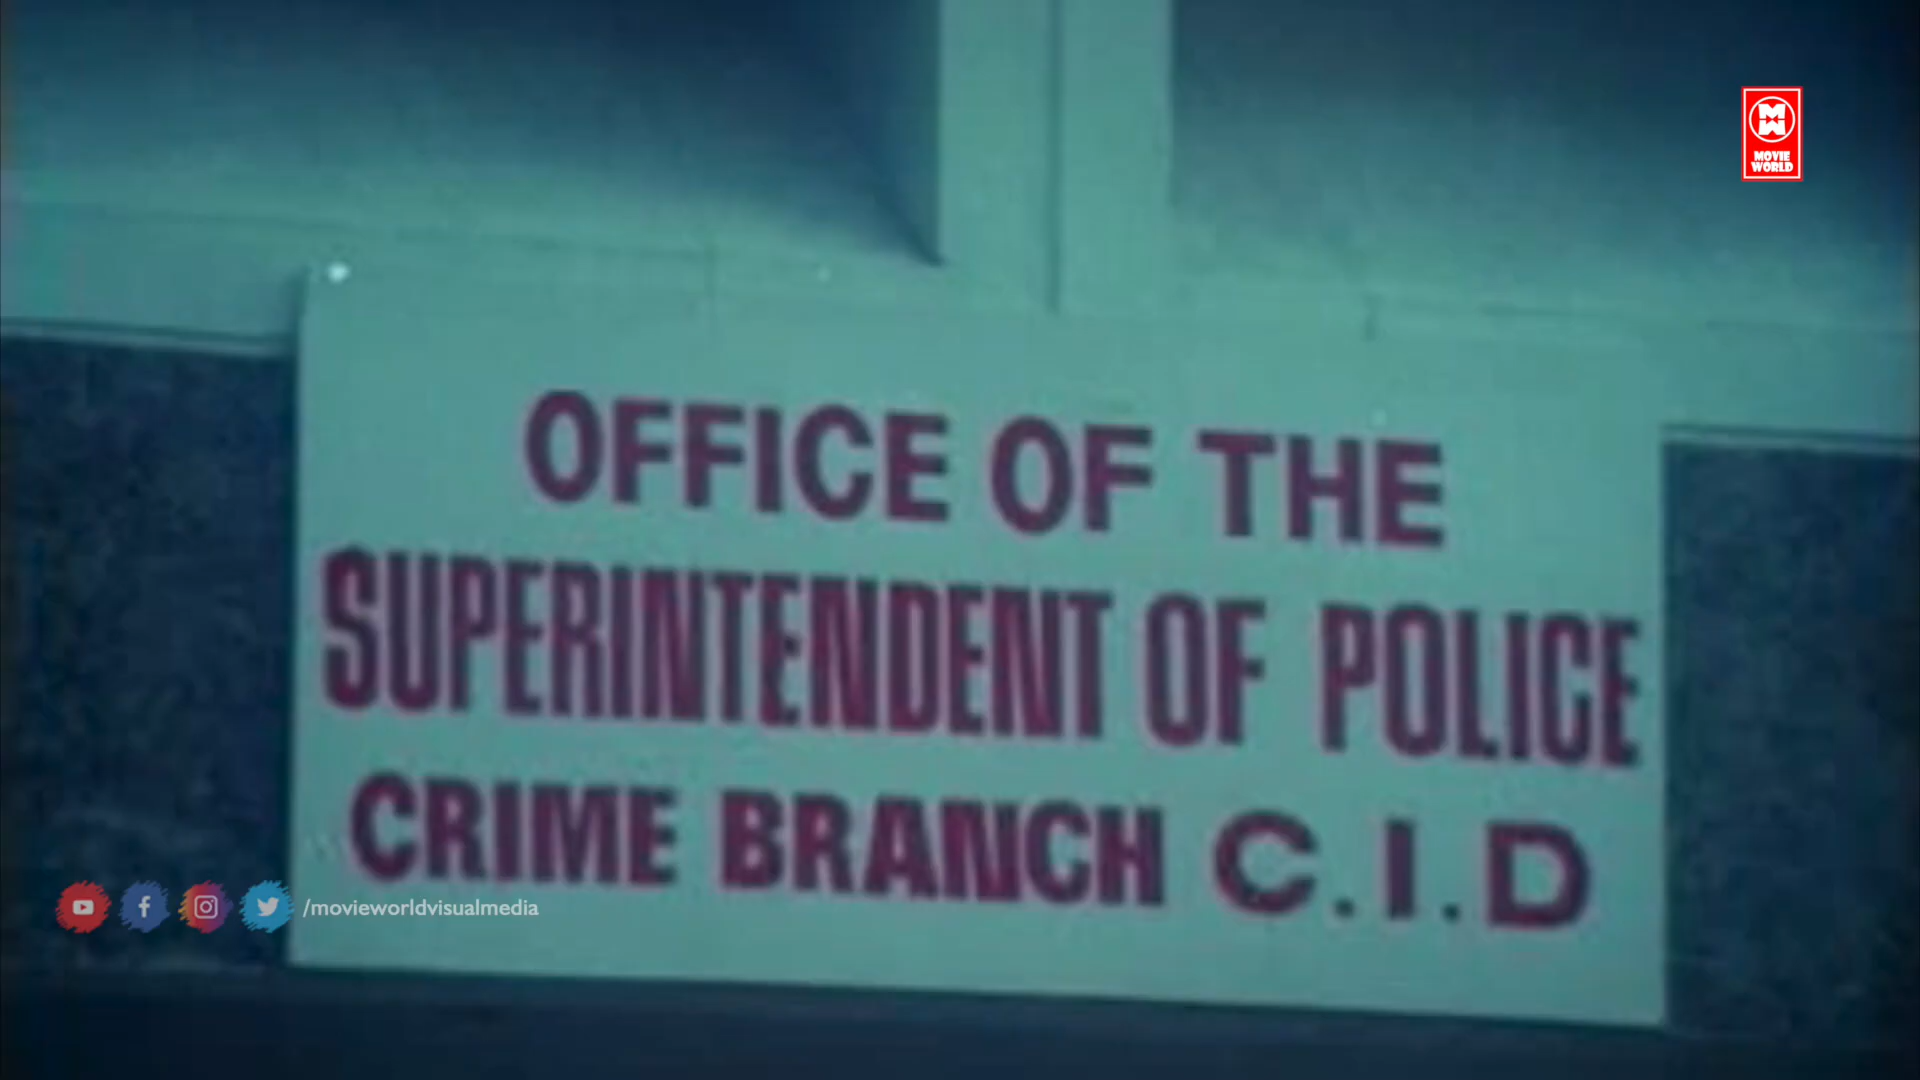 MOVIE
WORLD
OFFICE OF THE
SUPERINTENDENT OF POLICE
CRIME BRANCH C.I.D
/movieworldvisualmedia